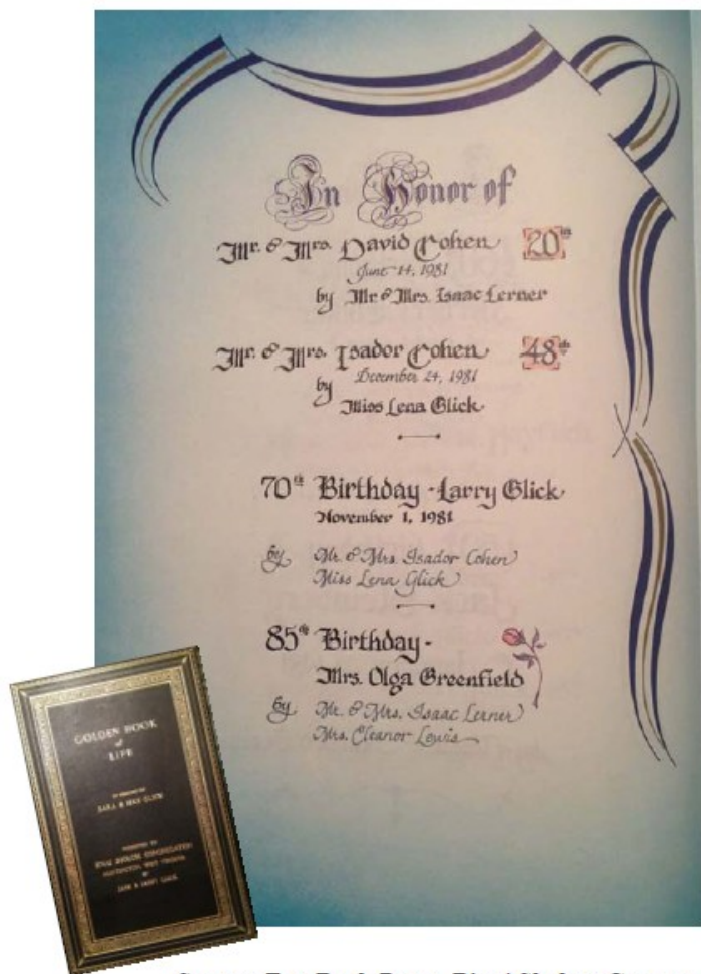 In Honor of
Mr. & Mrs. David Cohen 20th
June 14, 1981
by Mr & Mrs. Isaac Lerner
Mr. & Mrs. Isador Cohen 48th
December 24, 1981
by
Miss Lena Glick
70th Birthday - Larry Glick
November 1, 1981
by Mr. & Mrs. Isador Cohen
Miss Lena Glick
85th Birthday -
Mrs. Olga Greenfield
By Mr. & Mrs. Isaac Lerner
Mrs. Eleanor Lewis
GOLDEN BOOK
of
LIFE